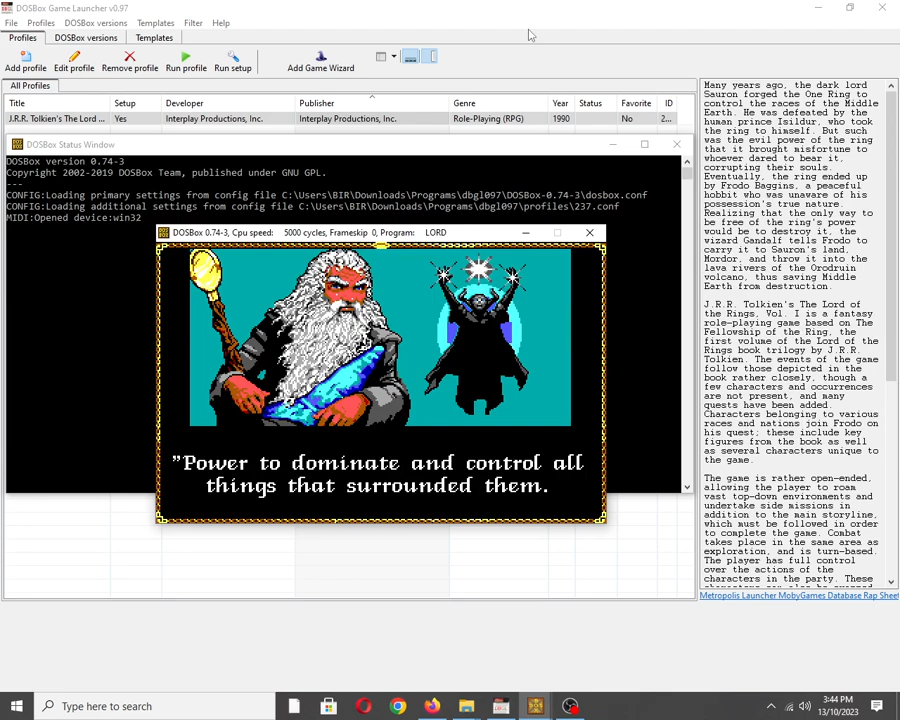 DOSBox Game Launcher v0.97
File Profiles DOSBox versions Templates Filter Help
Profiles DOSBox versions Templates
Add profile Edit profile Remove profile Run profile Run setup Add Game Wizard
All Profiles
Title Setup Developer Publisher Genre Year Status Favorite ID
J.R.R. Tolkien's The Lord ... Yes Interplay Productions, Inc. Interplay Productions, Inc. Role-Playing (RPG) 1990 No 2...
DOSBox Status Window
DOSBox version 0.74-3
Copyright 2002-2019 DOSBox Team, published under GNU GPL.
---
CONFIG:Loading primary settings from config file C:\Users\BIR\Downloads\Programs\dbgl097\DOSBox-0.74-3\dosbox.conf
CONFIG:Loading additional settings from config file C:\Users\BIR\Downloads\Programs\dbgl097\profiles\237.conf
MIDI:Opened device:win32
DOSBox 0.74-3, Cpu speed: 5000 cycles, Frameskip 0, Program: LORD
"Power to dominate and control all
things that surrounded them.
Many years ago, the dark lord
Sauron forged the One Ring to
control the races of the Middle
Earth. He was defeated by the
human prince Isildur, who took
the ring to himself. But such
was the evil power of the ring
that it brought misfortune to
whoever dared to bear it,
corrupting their souls.
Eventually, the ring ended up
by Frodo Baggins, a peaceful
hobbit who was unaware of his
possession's true nature.
Realizing that the only way to
be free of the ring's power
would be to destroy it, the
wizard Gandalf tells Frodo to
carry it to Sauron's land,
Mordor, and throw it into the
lava rivers of the Orodruin
volcano, thus saving Middle
Earth from destruction.
J.R.R. Tolkien's The Lord of
the Rings, Vol. I is a fantasy
role-playing game based on The
Fellowship of the Ring, the
first volume of the Lord of the
Rings book trilogy by J.R.R.
Tolkien. The events of the game
follow those depicted in the
book rather closely, though a
few characters and occurrences
are not present, and many
quests have been added.
Characters belonging to various
races and nations join Frodo on
his quest; these include key
figures from the book as well
as several characters unique to
the game.
The game is rather open-ended,
allowing the player to roam
vast top-down environments and
undertake side missions in
addition to the main storyline,
which must be followed in order
to complete the game. Combat
takes place in the same area as
exploration, and is turn-based.
The player has full control
over the actions of the
characters in the party. These
Metropolis Launcher MobyGames Database Rap Sheet
Type here to search
3:44 PM
13/10/2023